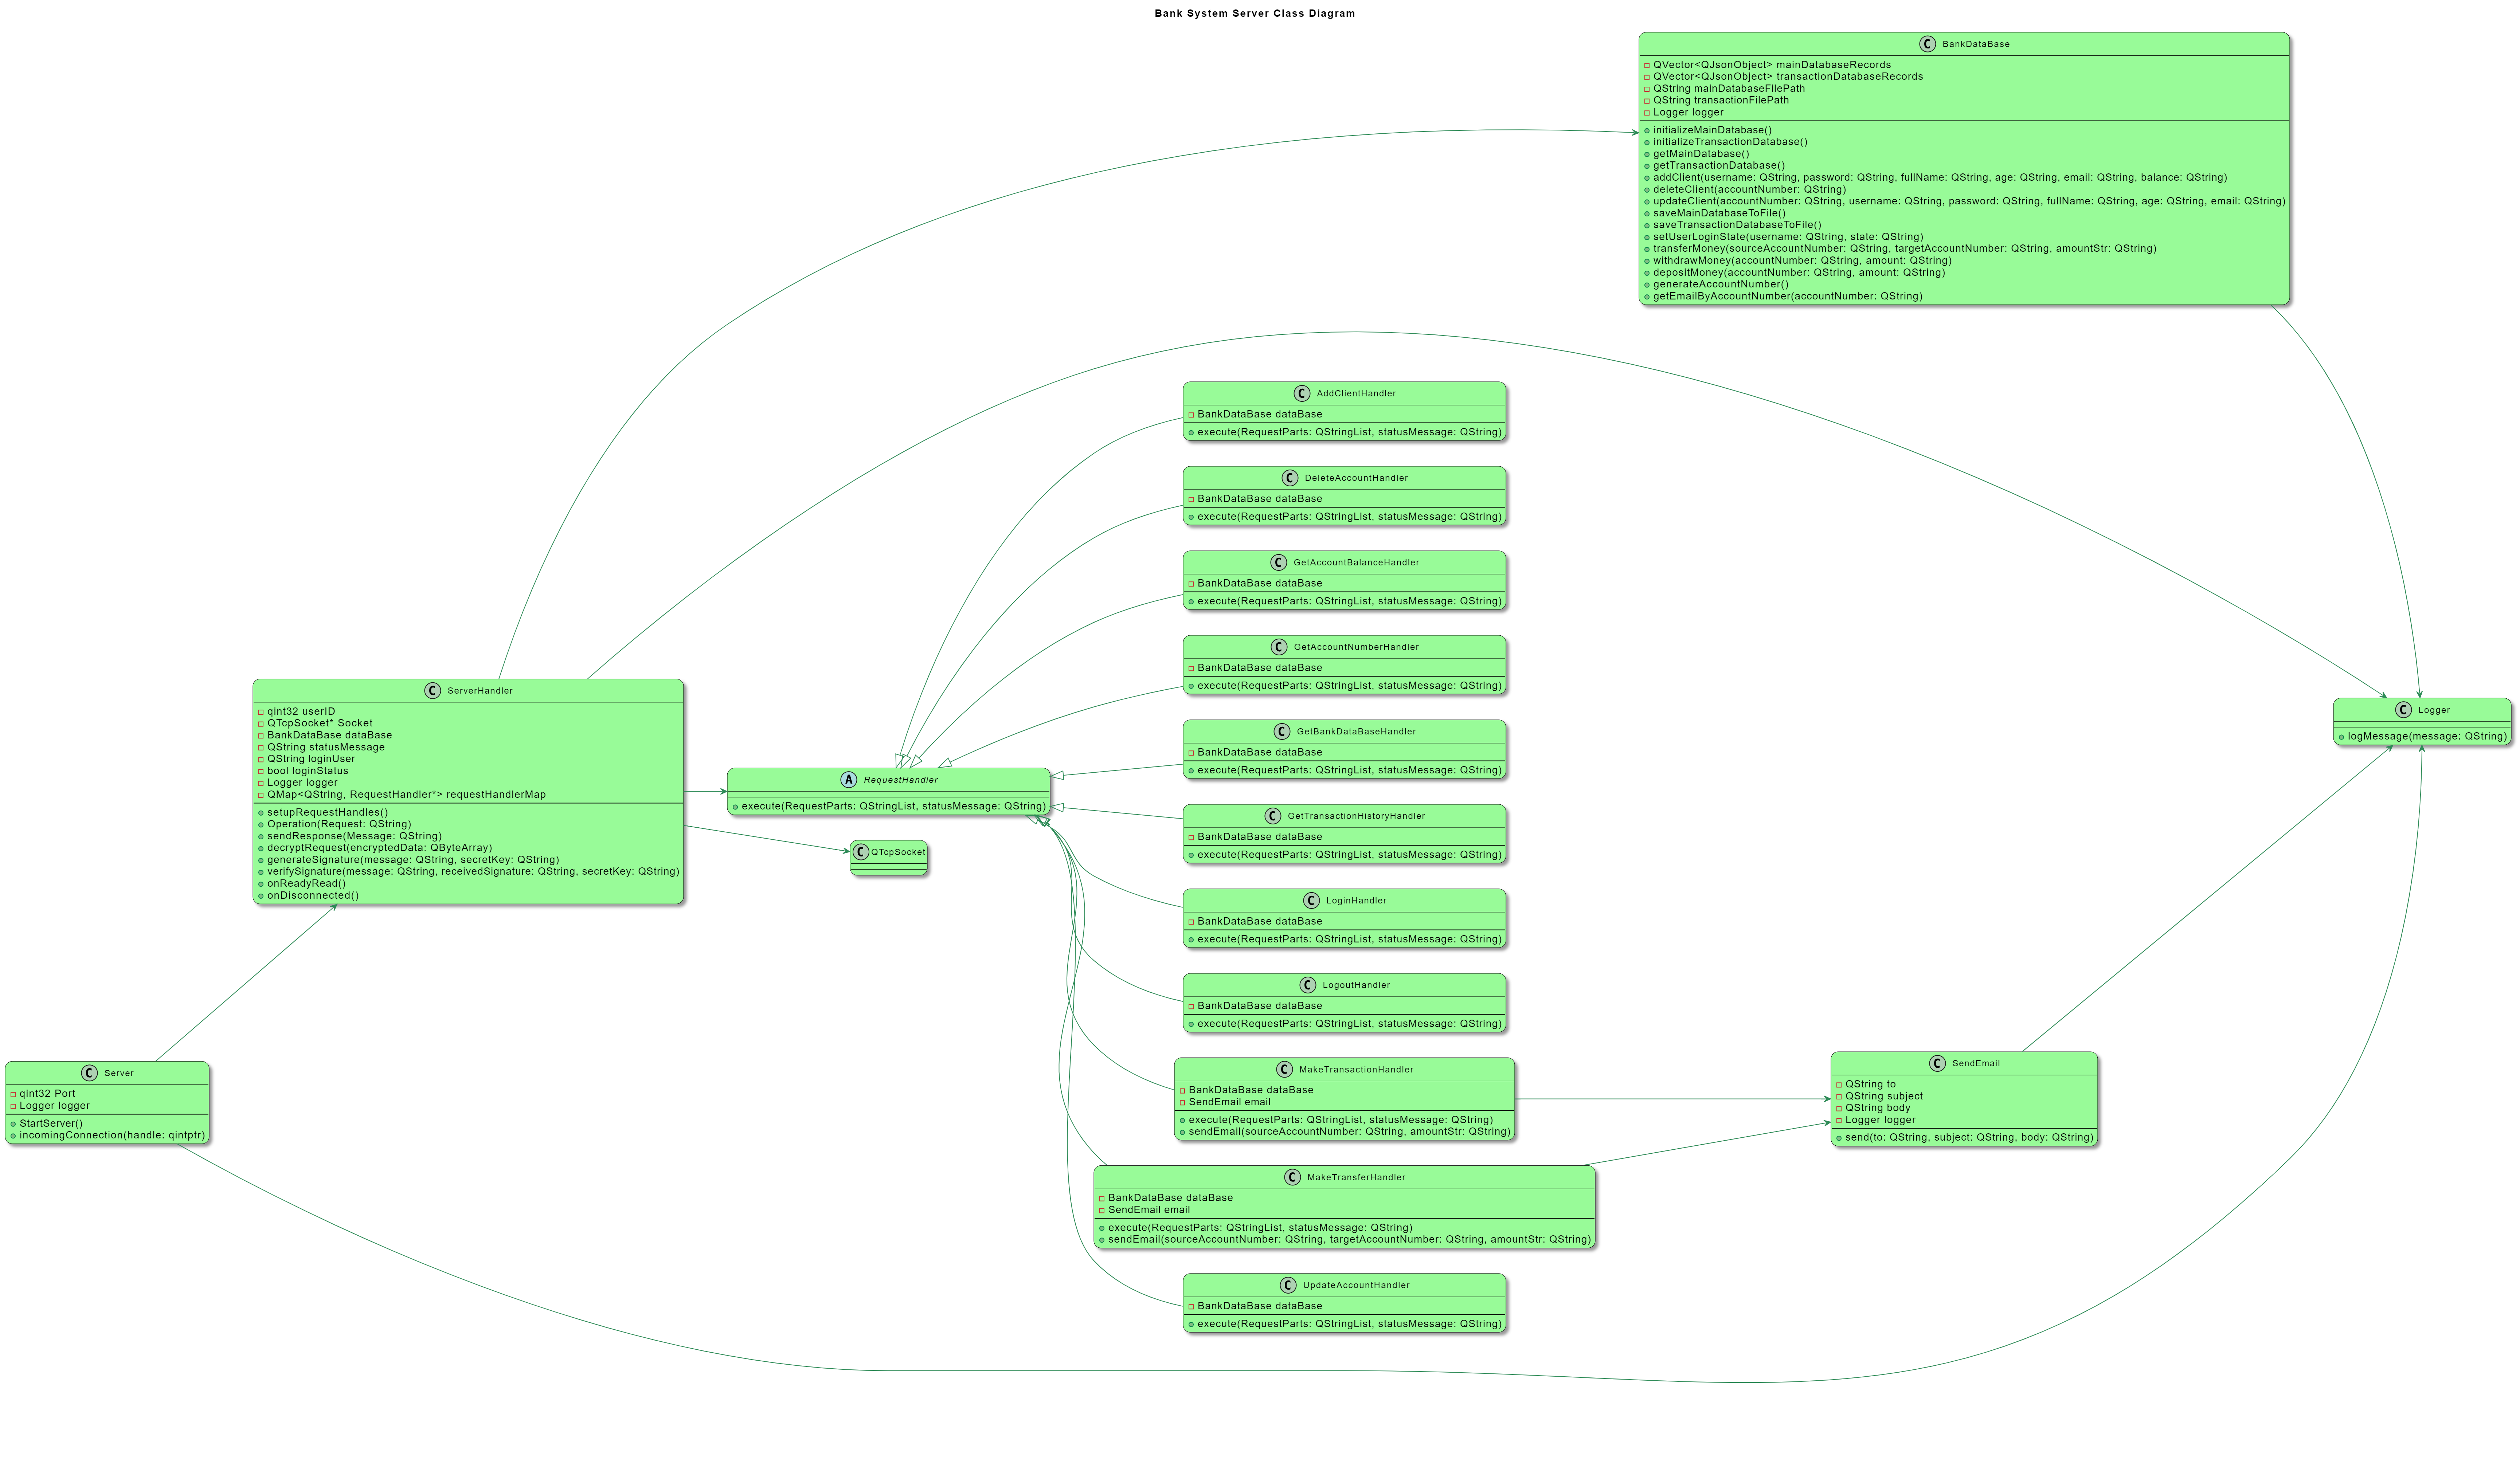 Bank System Server Class Diagram
C BankDataBase
QVector<QJsonObject> mainDatabaseRecords
QVector<QJsonObject> transactionDatabaseRecords
QString mainDatabaseFilePath
QString transactionFilePath
Logger logger
initializeMainDatabase()
initializeTransactionDatabase()
getMainDatabase()
getTransactionDatabase()
addClient(username: QString, password: QString, fullName: QString, age: QString, email: QString, balance: QString)
deleteClient(accountNumber: QString)
updateClient(accountNumber: QString, username: QString, password: QString, fullName: QString, age: QString, email: QString)
saveMainDatabaseToFile()
saveTransactionDatabaseToFile()
setUserLoginState(username: QString, state: QString)
transferMoney(sourceAccountNumber: QString, targetAccountNumber: QString, amountStr: QString)
withdrawMoney(accountNumber: QString, amount: QString)
depositMoney(accountNumber: QString, amount: QString)
generateAccountNumber()
getEmailByAccountNumber(accountNumber: QString)
C AddClientHandler
BankDataBase dataBase
execute(RequestParts: QStringList, statusMessage: QString)
C DeleteAccountHandler
BankDataBase dataBase
execute(RequestParts: QStringList, statusMessage: QString)
C GetAccountBalanceHandler
BankDataBase dataBase
execute(RequestParts: QStringList, statusMessage: QString)
C GetAccountNumberHandler
BankDataBase dataBase
execute(RequestParts: QStringList, statusMessage: QString)
C ServerHandler
qint32 userID
QTcpSocket* Socket
BankDataBase dataBase
QString statusMessage
QString loginUser
bool loginStatus
Logger logger
QMap<QString, RequestHandler*> requestHandlerMap
setupRequestHandles()
Operation(Request: QString)
sendResponse(Message: QString)
decryptRequest(encryptedData: QByteArray)
generateSignature(message: QString, secretKey: QString)
verifySignature(message: QString, receivedSignature: QString, secretKey: QString)
onReadyRead()
onDisconnected()
C Logger
logMessage(message: QString)
C GetBankDataBaseHandler
BankDataBase dataBase
execute(RequestParts: QStringList, statusMessage: QString)
A RequestHandler
execute(RequestParts: QStringList, statusMessage: QString)
C QTcpSocket
C GetTransactionHistoryHandler
BankDataBase dataBase
execute(RequestParts: QStringList, statusMessage: QString)
C LoginHandler
BankDataBase dataBase
execute(RequestParts: QStringList, statusMessage: QString)
C LogoutHandler
BankDataBase dataBase
execute(RequestParts: QStringList, statusMessage: QString)
C Server
qint32 Port
Logger logger
StartServer()
incomingConnection(handle: qintptr)
C MakeTransactionHandler
BankDataBase dataBase
SendEmail email
execute(RequestParts: QStringList, statusMessage: QString)
sendEmail(sourceAccountNumber: QString, amountStr: QString)
C SendEmail
QString to
QString subject
QString body
Logger logger
send(to: QString, subject: QString, body: QString)
C MakeTransferHandler
BankDataBase dataBase
SendEmail email
execute(RequestParts: QStringList, statusMessage: QString)
sendEmail(sourceAccountNumber: QString, targetAccountNumber: QString, amountStr: QString)
C UpdateAccountHandler
BankDataBase dataBase
execute(RequestParts: QStringList, statusMessage: QString)